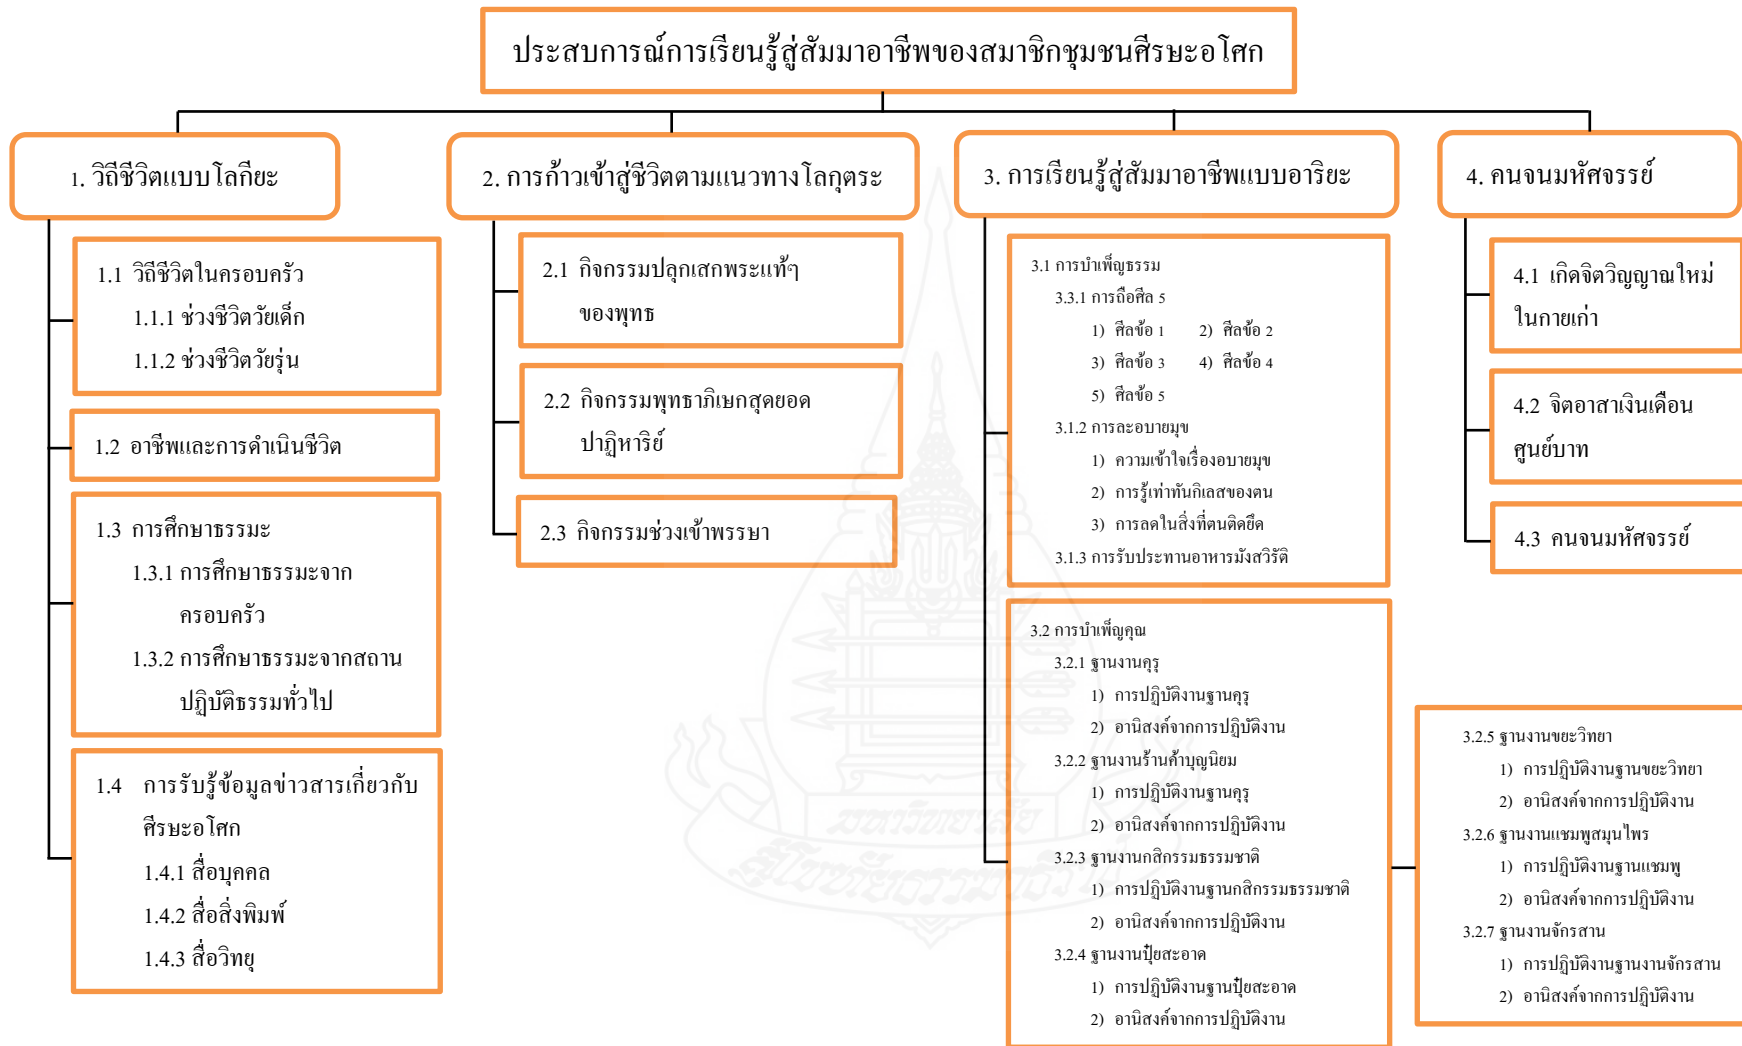 ประสบการณ์การเรียนรู้สู่สัมมาอาชีพของสมาชิกชุมชนศีรษะอโศก
1. วิถีชีวิตแบบโลกียะ
1.1 วิถีชีวิตในครอบครัว
1.1.1 ช่วงชีวิตวัยเด็ก
1.1.2 ช่วงชีวิตวัยรุ่น
1.2 อาชีพและการดำเนินชีวิต
1.3 การศึกษาธรรมะ
1.3.1 การศึกษาธรรมะจาก
ครอบครัว
1.3.2 การศึกษาธรรมะจากสถาน
ปฏิบัติธรรมทั่วไป
1.4 การรับรู้ข้อมูลข่าวสารเกี่ยวกับ
ศีรษะอโศก
1.4.1 สื่อบุคคล
1.4.2 สื่อสิ่งพิมพ์
1.4.3 สื่อวิทยุ
2. การก้าวเข้าสู่ชีวิตตามแนวทางโลกุตระ
2.1 กิจกรรมปลุกเสกพระแท้ๆ
ของพุทธ
2.2 กิจกรรมพุทธาภิเษกสุดยอด
ปาฏิหาริย์
2.3 กิจกรรมช่วงเข้าพรรษา
3. การเรียนรู้สู่สัมมาอาชีพแบบอาริยะ
3.1 การบำเพ็ญธรรม
3.3.1 การถือศีล 5
1) ศีลข้อ 1 2) ศีลข้อ 2
3) ศีลข้อ 3 4) ศีลข้อ 4
5) ศีลข้อ 5
3.1.2 การละอบายมุข
1) ความเข้าใจเรื่องอบายมุข
2) การรู้เท่าทันกิเลสของตน
3) การลดในสิ่งที่ตนติดยึด
3.1.3 การรับประทานอาหารมังสวิรัติ
3.2 การบำเพ็ญคุณ
3.2.1 ฐานงานคุรุ
1) การปฏิบัติงานฐานคุรุ
2) อานิสงค์จากการปฏิบัติงาน
3.2.2 ฐานงานร้านค้าบุญนิยม
1) การปฏิบัติงานฐานคุรุ
2) อานิสงค์จากการปฏิบัติงาน
3.2.3 ฐานงานกสิกรรมธรรมชาติ
1) การปฏิบัติงานฐานกสิกรรมธรรมชาติ
2) อานิสงค์จากการปฏิบัติงาน
3.2.4 ฐานงานปุ๋ยสะอาด
1) การปฏิบัติงานฐานปุ๋ยสะอาด
2) อานิสงค์จากการปฏิบัติงาน
3.2.5 ฐานงานขยะวิทยา
1) การปฏิบัติงานฐานขยะวิทยา
2) อานิสงค์จากการปฏิบัติงาน
3.2.6 ฐานงานแชมพูสมุนไพร
1) การปฏิบัติงานฐานแชมพู
2) อานิสงค์จากการปฏิบัติงาน
3.2.7 ฐานงานจักรสาน
1) การปฏิบัติงานฐานงานจักรสาน
2) อานิสงค์จากการปฏิบัติงาน
4. คนจนมหัศจรรย์
4.1 เกิดจิตวิญญาณใหม่
ในกายเก่า
4.2 จิตอาสาเงินเดือน
ศูนย์บาท
4.3 คนจนมหัศจรรย์
มหาวิทยาลัย
สุโขทัยธรรมาธิราช